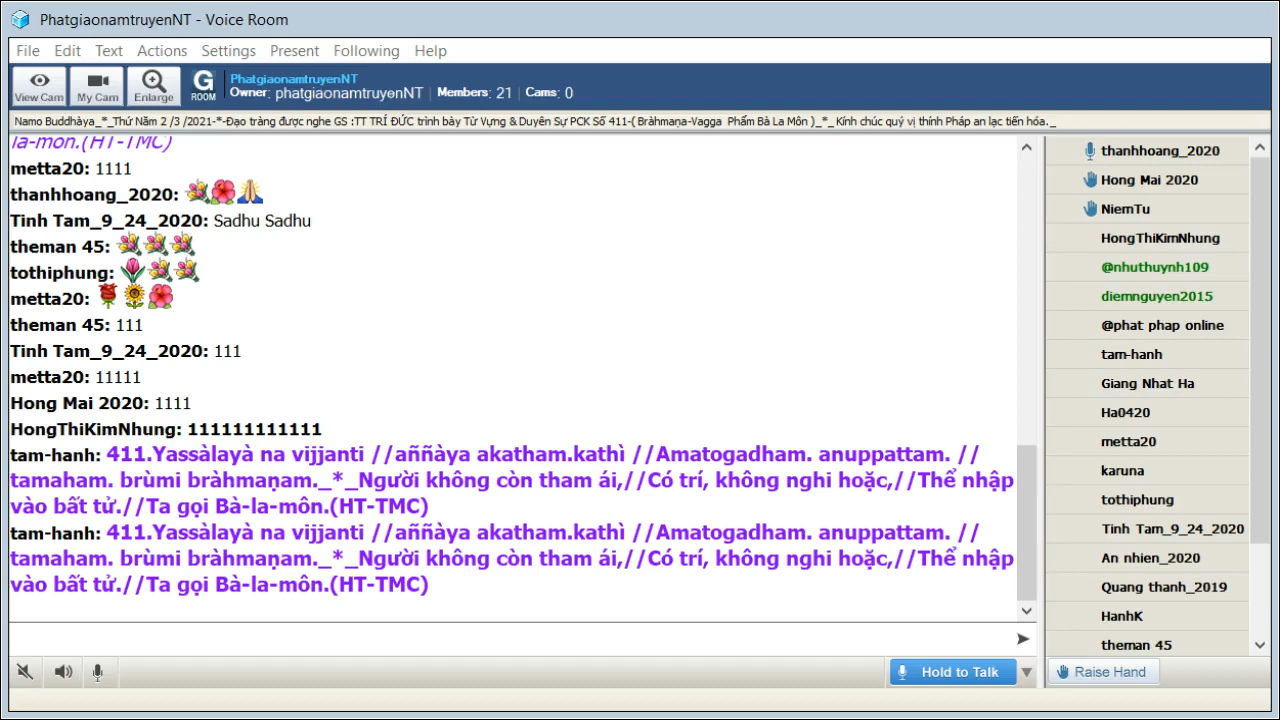 PhatgiaonamtruyenNT - Voice Room
File Edit Text Actions Settings Present Following Help
View Cam My Cam Enlarge G ROOM
PhatgiaonamtruyenNT
Owner: phatgiaonamtruyenNT Members: 21 Cams: 0
Namo Buddhàya_*_Thứ Năm 2 /3 /2021-*-Đạo tràng được nghe GS :TT TRÍ ĐỨC trình bày Từ Vựng & Duyên Sự PCK Số 411-( Bràhmaṇa-Vagga Phẩm Bà La Môn )_*_ Kính chúc quý vị thính Pháp an lạc tiến hóa._
la-môn.(HT-TMC)
metta20: 1111
thanhhoang_2020:
Tinh Tam_9_24_2020: Sadhu Sadhu
theman 45:
tothiphung:
metta20:
theman 45: 111
Tinh Tam_9_24_2020: 111
metta20: 11111
Hong Mai 2020: 1111
HongThiKimNhung: 111111111111
tam-hanh: 411.Yassàlayà na vijjanti //aññàya akatham.kathì //Amatogadham. anuppattam. //
tamaham. brùmi bràhmaṇam._*_Người không còn tham ái,//Có trí, không nghi hoặc,//Thể nhập
vào bất tử.//Ta gọi Bà-la-môn.(HT-TMC)
tam-hanh: 411.Yassàlayà na vijjanti //aññàya akatham.kathì //Amatogadham. anuppattam. //
tamaham. brùmi bràhmaṇam._*_Người không còn tham ái,//Có trí, không nghi hoặc,//Thể nhập
vào bất tử.//Ta gọi Bà-la-môn.(HT-TMC)
thanhhoang_2020
Hong Mai 2020
NiemTu
HongThiKimNhung
@nhuthuynh109
diemnguyen2015
@phat phap online
tam-hanh
Giang Nhat Ha
Ha0420
metta20
karuna
tothiphung
Tinh Tam_9_24_2020
An nhien_2020
Quang thanh_2019
HanhK
theman 45
Hold to Talk
Raise Hand